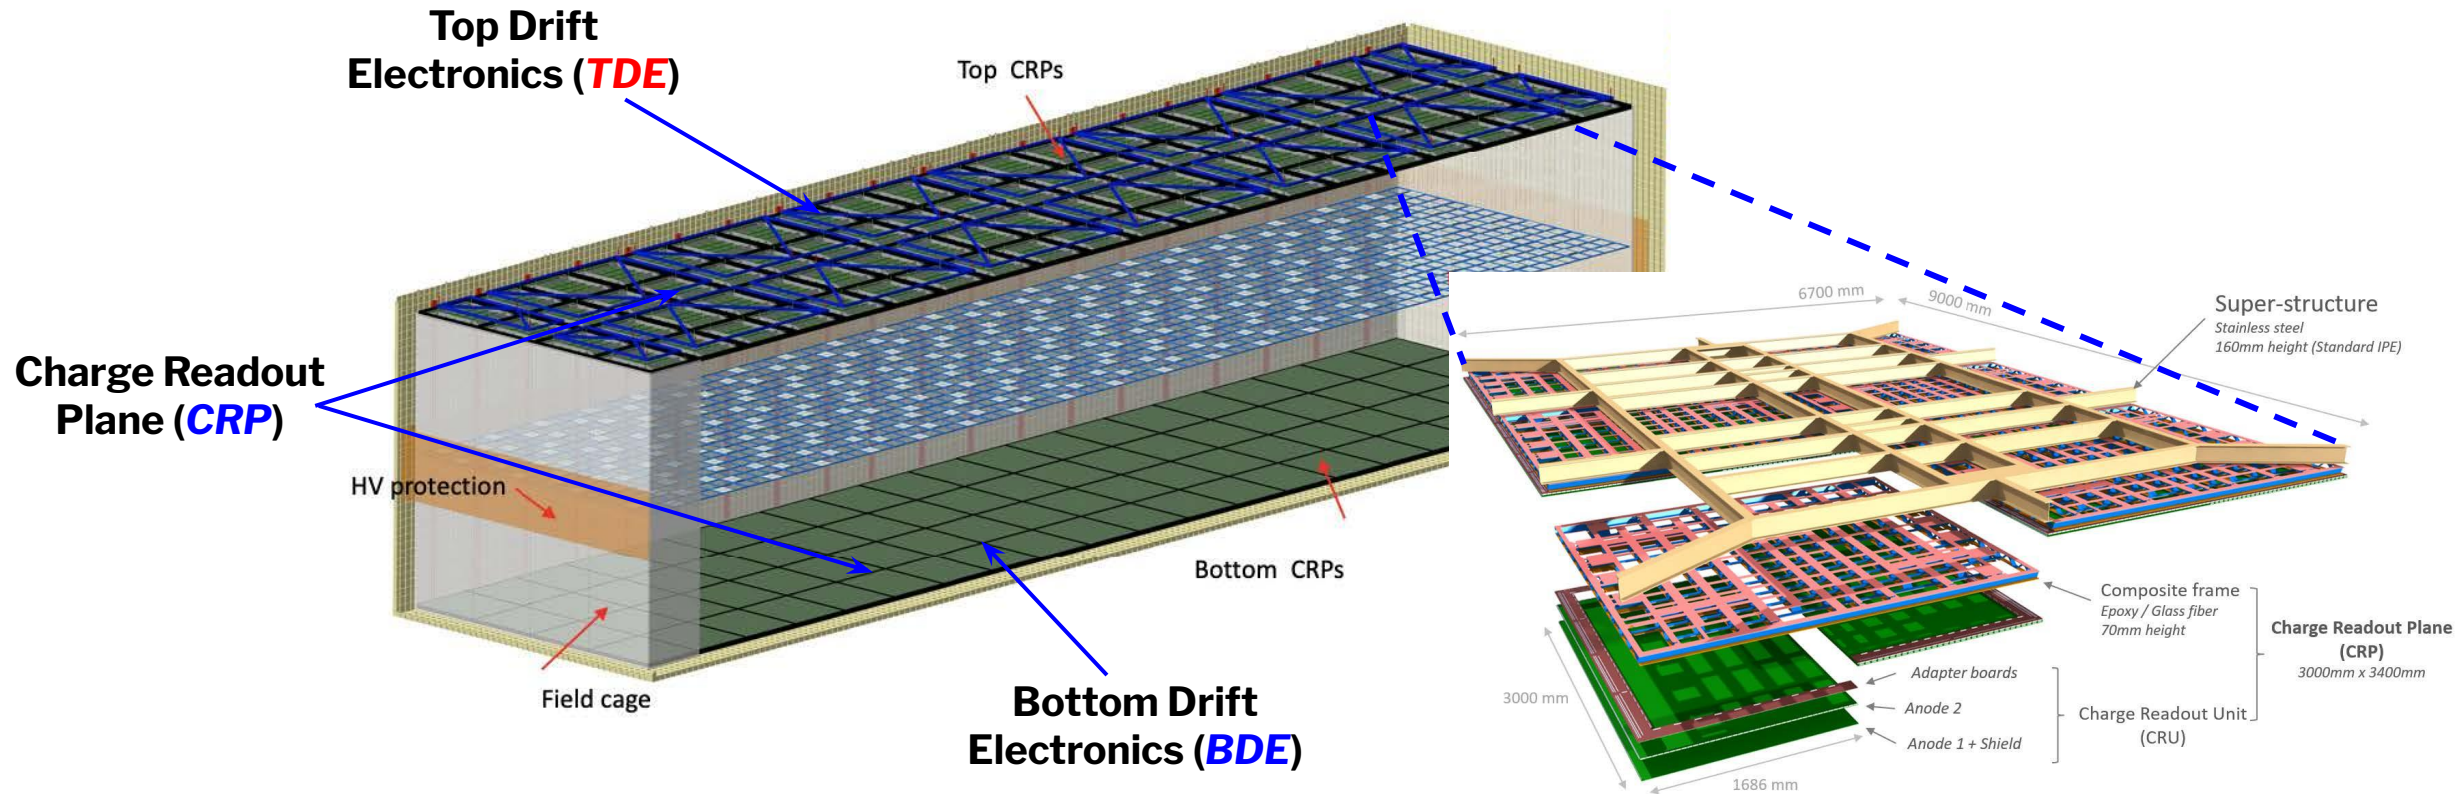 Top Drift
Electronics (TDE)
Top CRPs
Charge Readout
Plane (CRP)
HV protection
Field cage
Bottom CRPs
Bottom Drift
Electronics (BDE)
6700 mm
9000 mm
Super-structure
Stainless steel
160mm height (Standard IPE)
Composite frame
Epoxy / Glass fiber
70mm height
Charge Readout Plane
(CRP)
3000mm x 3400mm
Adapter boards
Anode 2
Anode 1 + Shield
Charge Readout Unit
(CRU)
3000 mm
1686 mm